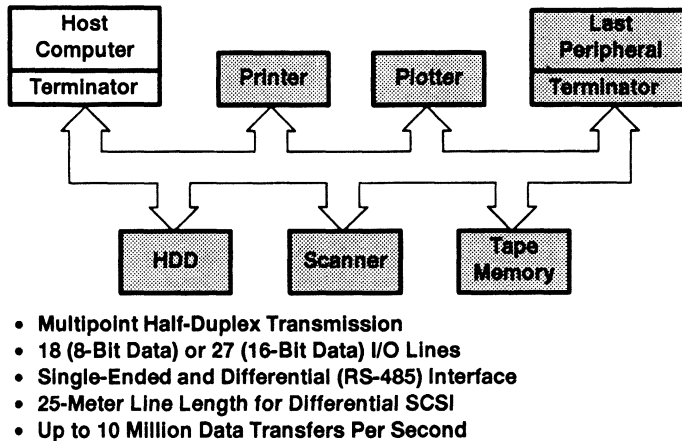 Host
Computer
Terminator
Printer
Plotter
Last
Peripheral
Terminator
HDD
Scanner
Tape
Memory
• Multipoint Half-Duplex Transmission
• 18 (8-Bit Data) or 27 (16-Bit Data) I/O Lines
• Single-Ended and Differential (RS-485) Interface
• 25-Meter Line Length for Differential SCSI
• Up to 10 Million Data Transfers Per Second